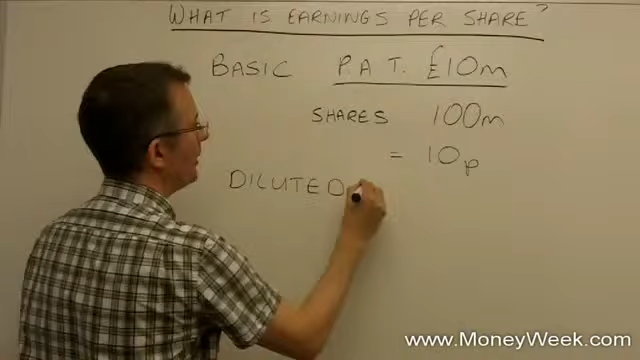 WHAT IS EARNINGS PER SHARE?
BASIC P.A.T. £10m
SHARES 100m
= 10p
DILUTED
www.MoneyWeek.com